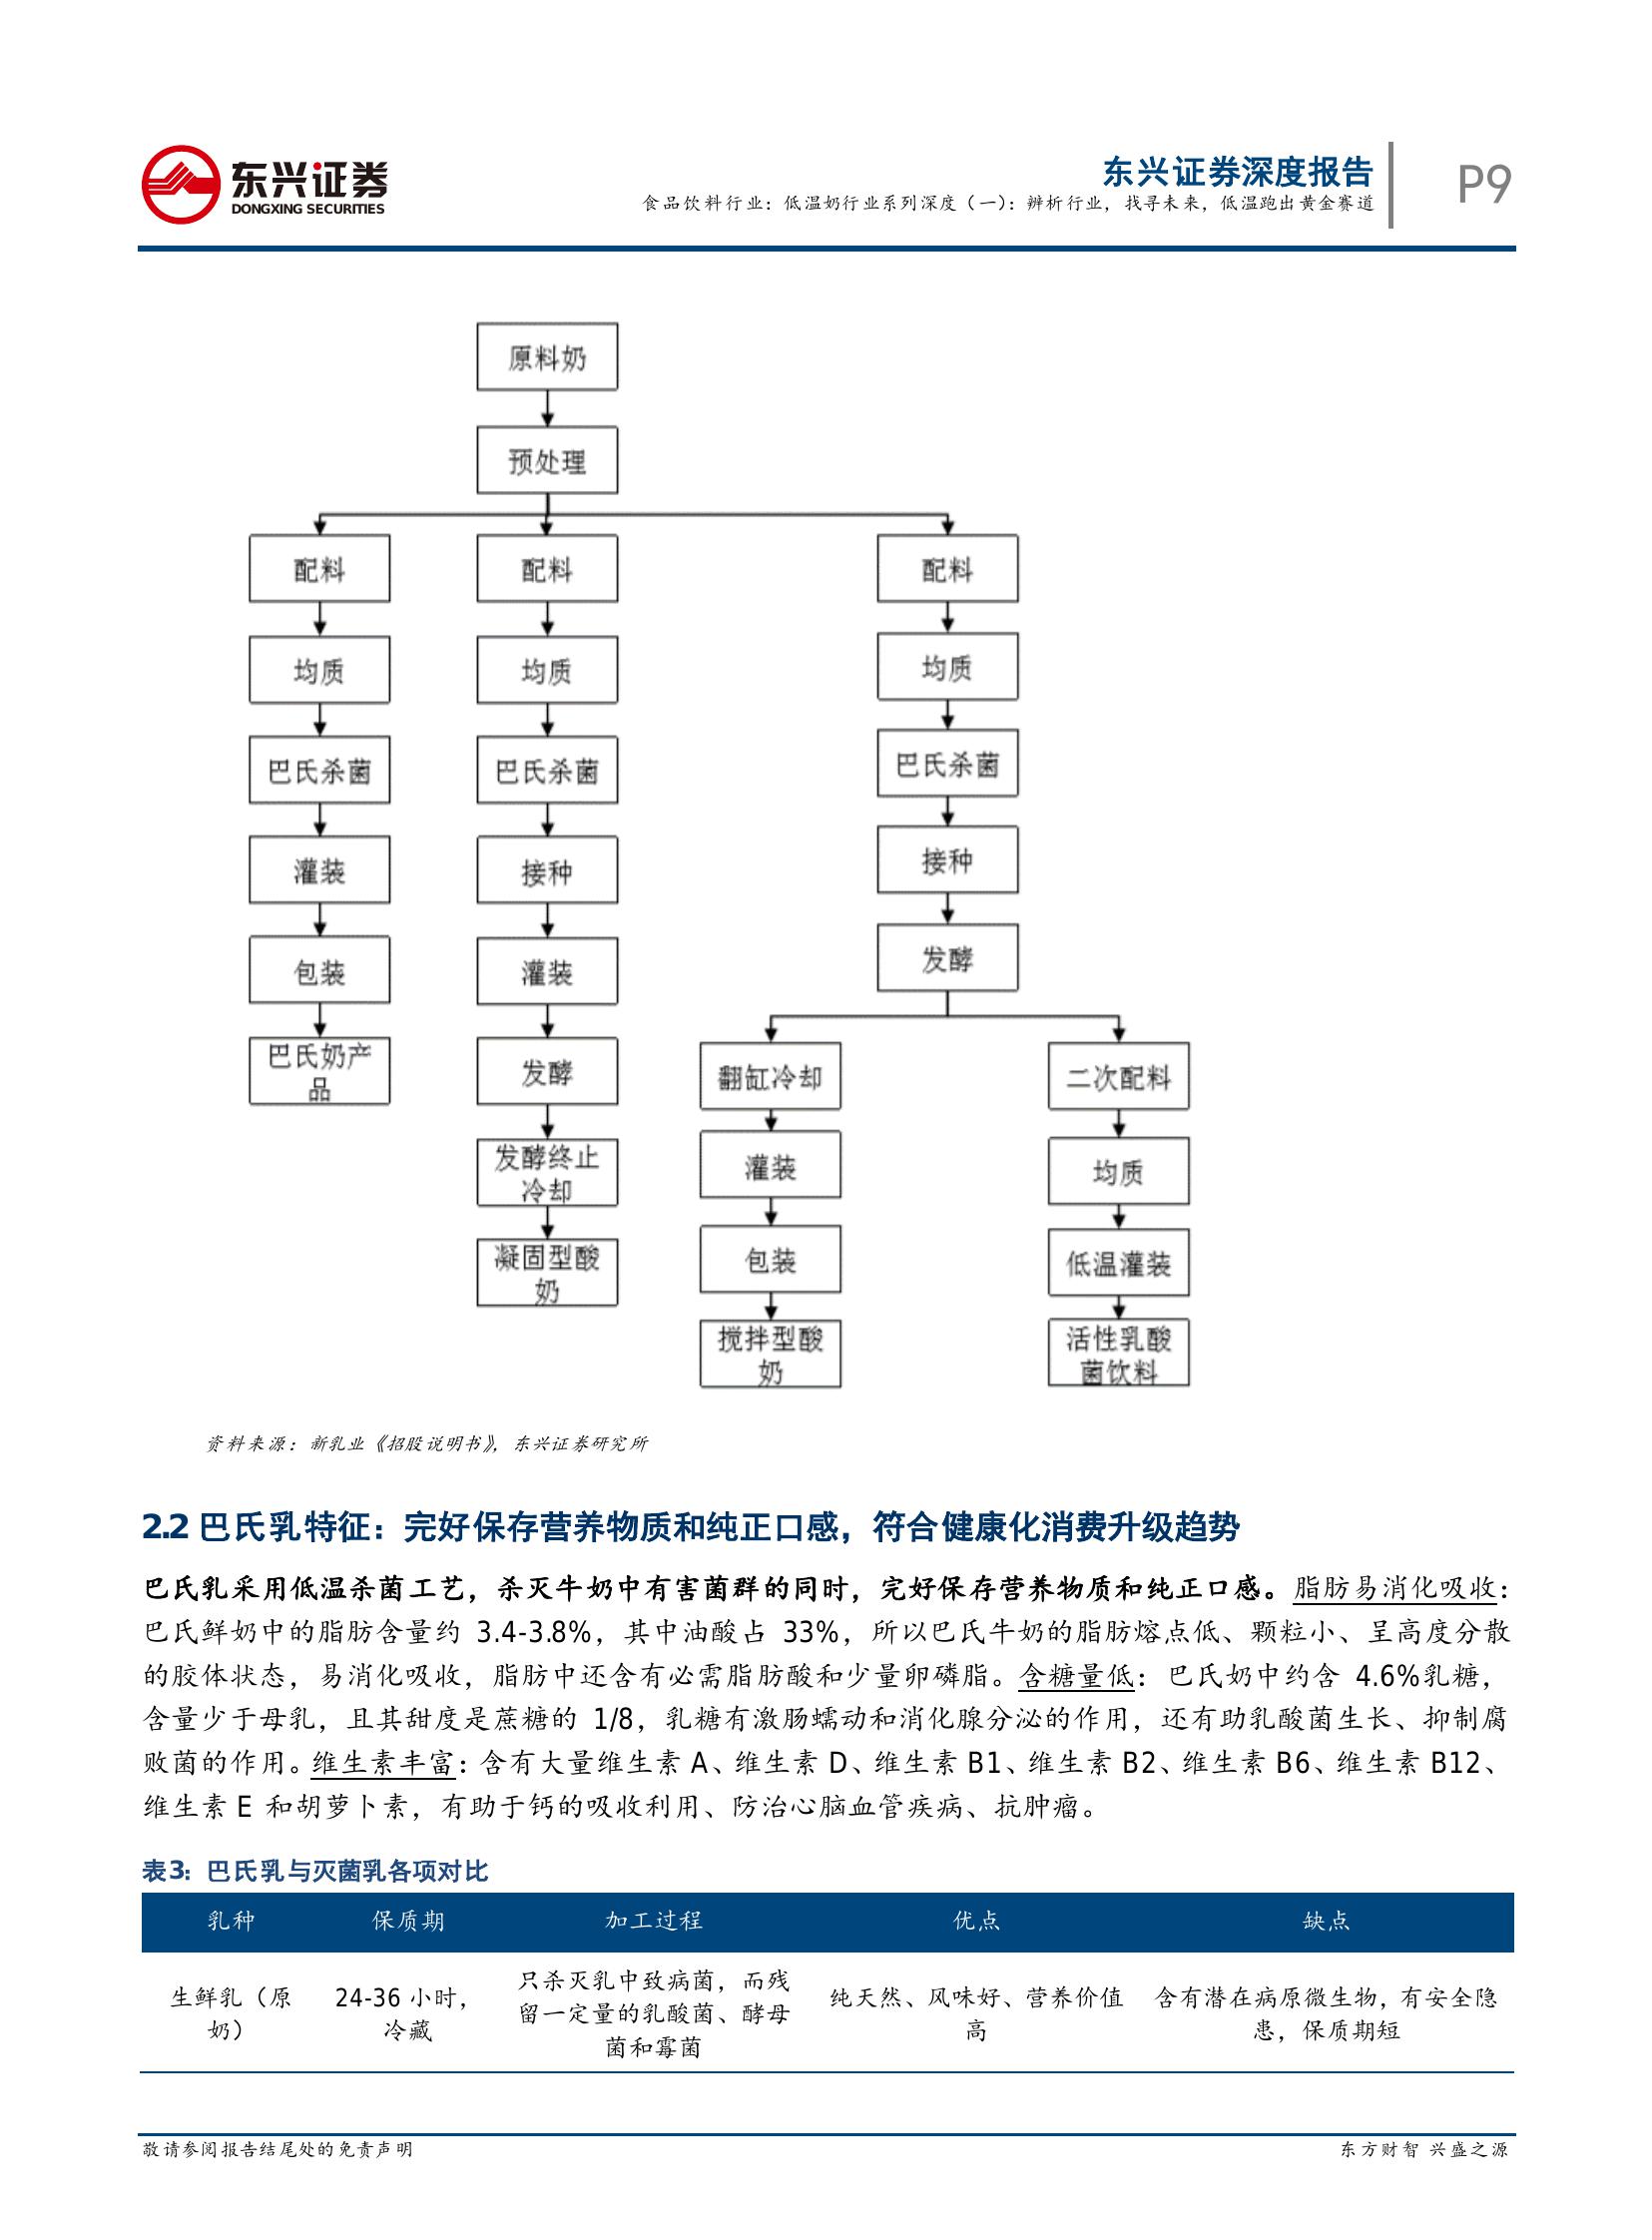 东兴证券
DONGXING SECURITIES
东兴证券深度报告
食品饮料行业：低温奶行业系列深度（一）：辨析行业，找寻未来，低温跑出黄金赛道
P9
原料奶
预处理
配料
均质
巴氏杀菌
灌装
包装
巴氏奶产
品
配料
均质
巴氏杀菌
接种
灌装
发酵
发酵终止
冷却
凝固型酸
奶
配料
均质
巴氏杀菌
接种
发酵
翻缸冷却
灌装
包装
搅拌型酸
奶
二次配料
均质
低温灌装
活性乳酸
菌饮料
资料来源：新乳业《招股说明书》，东兴证券研究所
2.2 巴氏乳特征：完好保存营养物质和纯正口感，符合健康化消费升级趋势
巴氏乳采用低温杀菌工艺，杀灭牛奶中有害菌群的同时，完好保存营养物质和纯正口感。脂肪易消化吸收：
巴氏鲜奶中的脂肪含量约 3.4-3.8%，其中油酸占 33%，所以巴氏牛奶的脂肪熔点低、颗粒小、呈高度分散
的胶体状态，易消化吸收，脂肪中还含有必需脂肪酸和少量卵磷脂。含糖量低：巴氏奶中约含 4.6%乳糖，
含量少于母乳，且其甜度是蔗糖的 1/8，乳糖有激肠蠕动和消化腺分泌的作用，还有助乳酸菌生长、抑制腐
败菌的作用。维生素丰富：含有大量维生素 A、维生素 D、维生素 B1、维生素 B2、维生素 B6、维生素 B12、
维生素 E 和胡萝卜素，有助于钙的吸收利用、防治心脑血管疾病、抗肿瘤。
表3：巴氏乳与灭菌乳各项对比
乳种 保质期 加工过程 优点 缺点
生鲜乳（原
奶）
24-36 小时，
冷藏
只杀灭乳中致病菌，而残
留一定量的乳酸菌、酵母
菌和霉菌
纯天然、风味好、营养价值
高
含有潜在病原微生物，有安全隐
患，保质期短
敬请参阅报告结尾处的免责声明
东方财智 兴盛之源